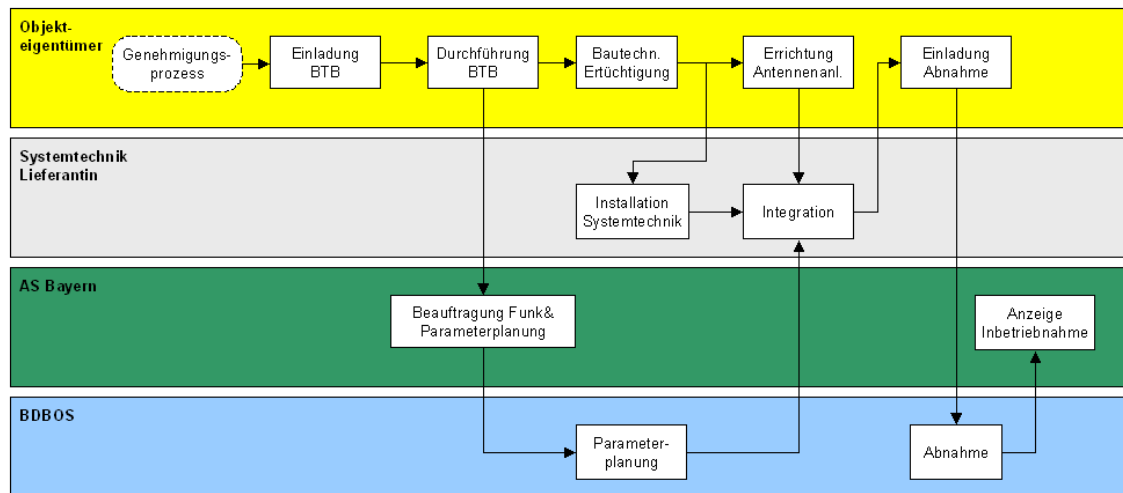 Objekt-
eigentümer
Genehmigungs-
prozess
Einladung
BTB
Durchführung
BTB
Bautechn.
Ertüchtigung
Errichtung
Antennenanl.
Einladung
Abnahme
Systemtechnik
Lieferantin
Installation
Systemtechnik
Integration
AS Bayern
Beauftragung Funk&
Parameterplanung
Anzeige
Inbetriebnahme
BDBOS
Parameter-
planung
Abnahme